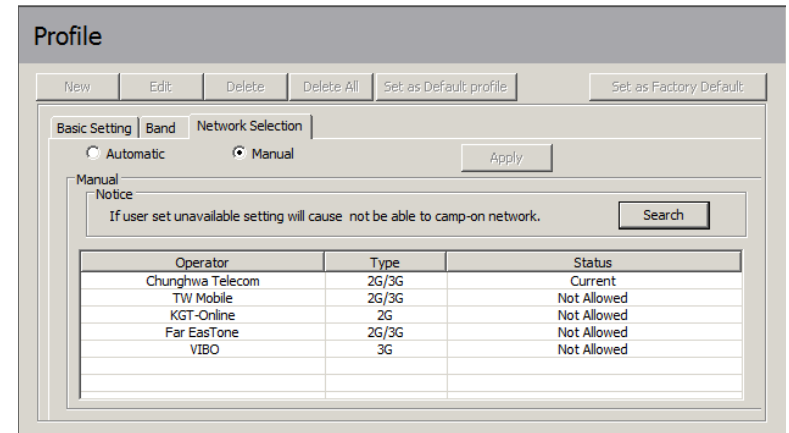 Profile
New Edit Delete Delete All Set as Default profile Set as Factory Default
Basic Setting Band Network Selection
Automatic Manual Apply
Manual
Notice
If user set unavailable setting will cause not be able to camp-on network. Search
Operator Type Status
Chunghwa Telecom 2G/3G Current
TW Mobile 2G/3G Not Allowed
KGT-Online 2G Not Allowed
Far EasTone 2G/3G Not Allowed
VIBO 3G Not Allowed